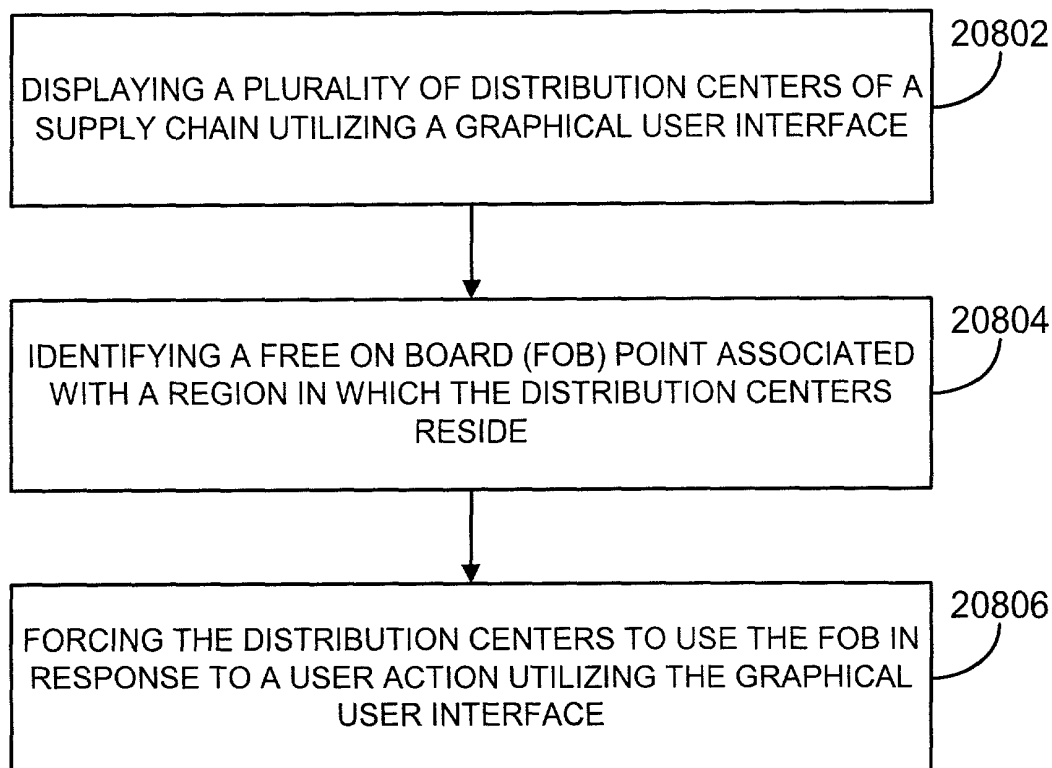 20802
DISPLAYING A PLURALITY OF DISTRIBUTION CENTERS OF A
SUPPLY CHAIN UTILIZING A GRAPHICAL USER INTERFACE
20804
IDENTIFYING A FREE ON BOARD (FOB) POINT ASSOCIATED
WITH A REGION IN WHICH THE DISTRIBUTION CENTERS
RESIDE
20806
FORCING THE DISTRIBUTION CENTERS TO USE THE FOB IN
RESPONSE TO A USER ACTION UTILIZING THE GRAPHICAL
USER INTERFACE